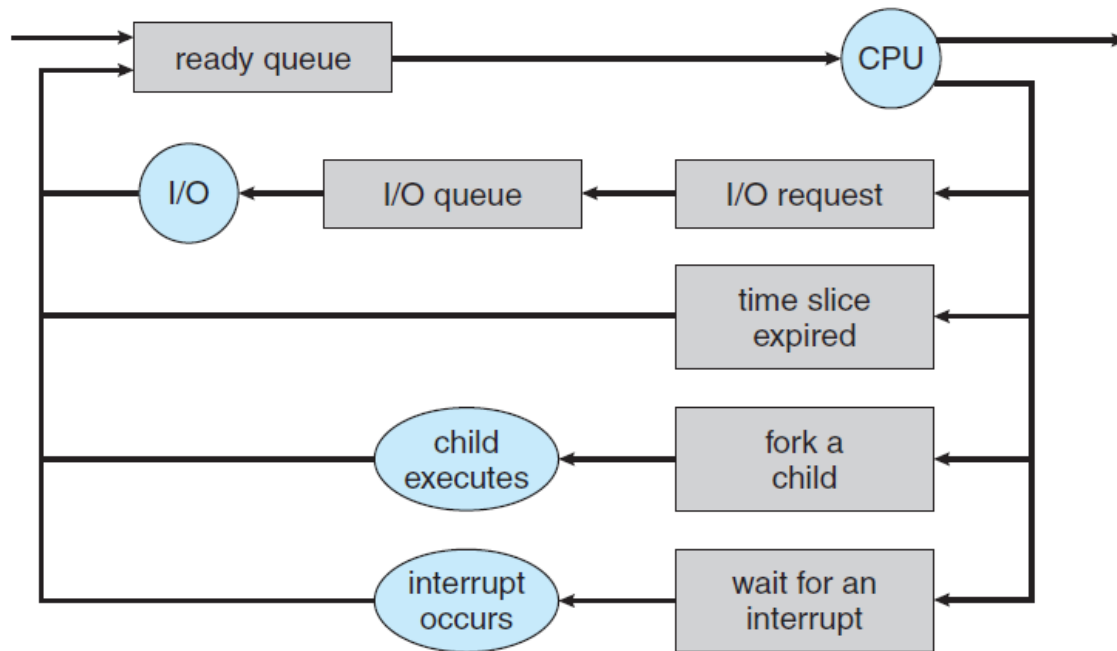 ready queue
CPU
I/O
I/O queue
I/O request
time slice
expired
child
executes
fork a
child
interrupt
occurs
wait for an
interrupt